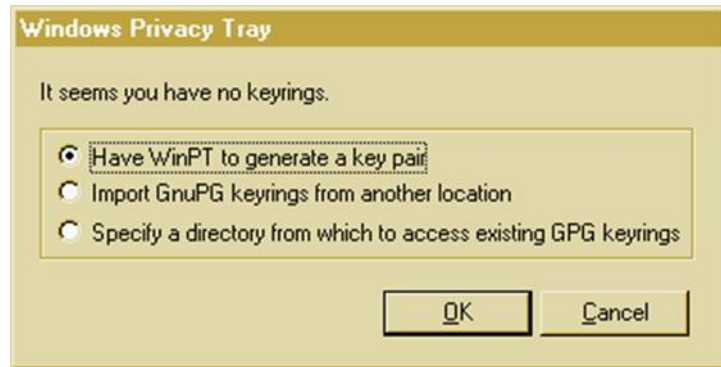 Windows Privacy Tray
It seems you have no keyrings.
Have WinPT to generate a key pair
Import GnuPG keyrings from another location
Specify a directory from which to access existing GPG keyrings
OK Cancel